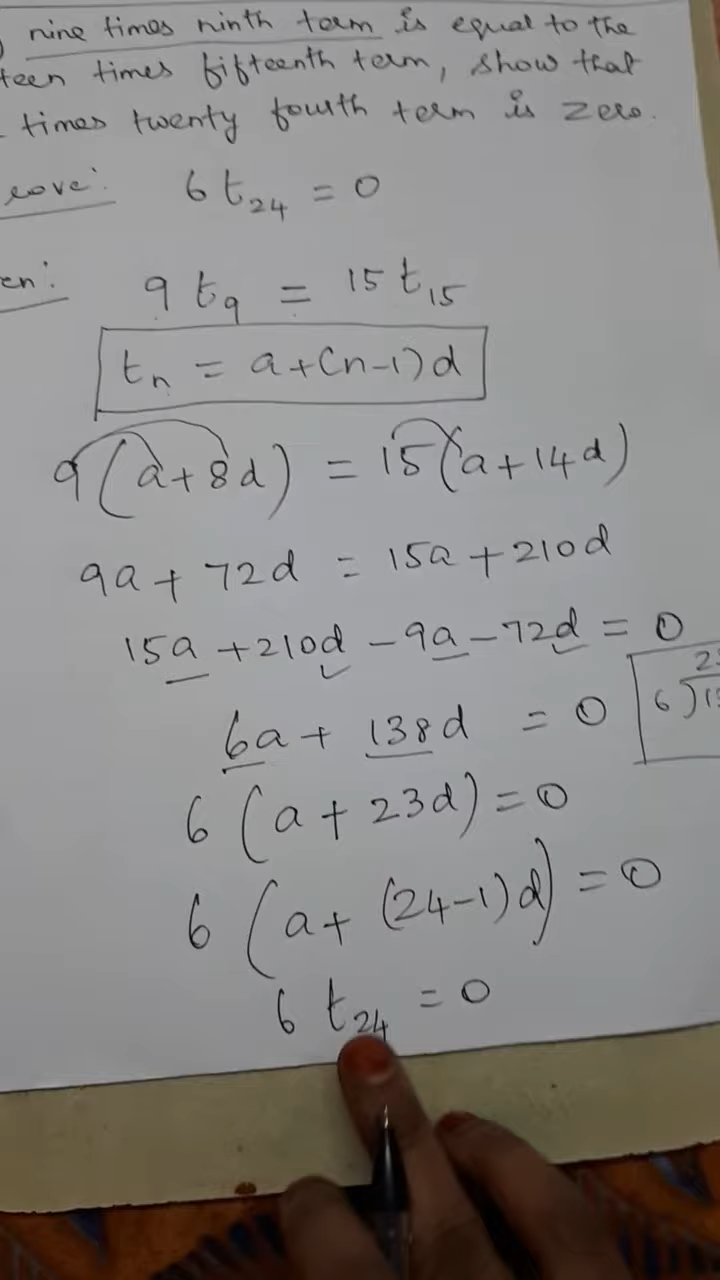 nine times ninth term is equal to the
teen times fifteenth term, show that
times twenty fourth term is zero.
rove: 6 t₂₄ = 0
en: 9 t₉ = 15 t₁₅
tₙ = a+(n-1)d
9(a+8d) = 15(a+14d)
9a + 72d = 15a + 210d
15a + 210d - 9a - 72d = 0
6a + 138d = 0
6(a + 23d) = 0
6(a + (24-1)d) = 0
6 t₂₄ = 0